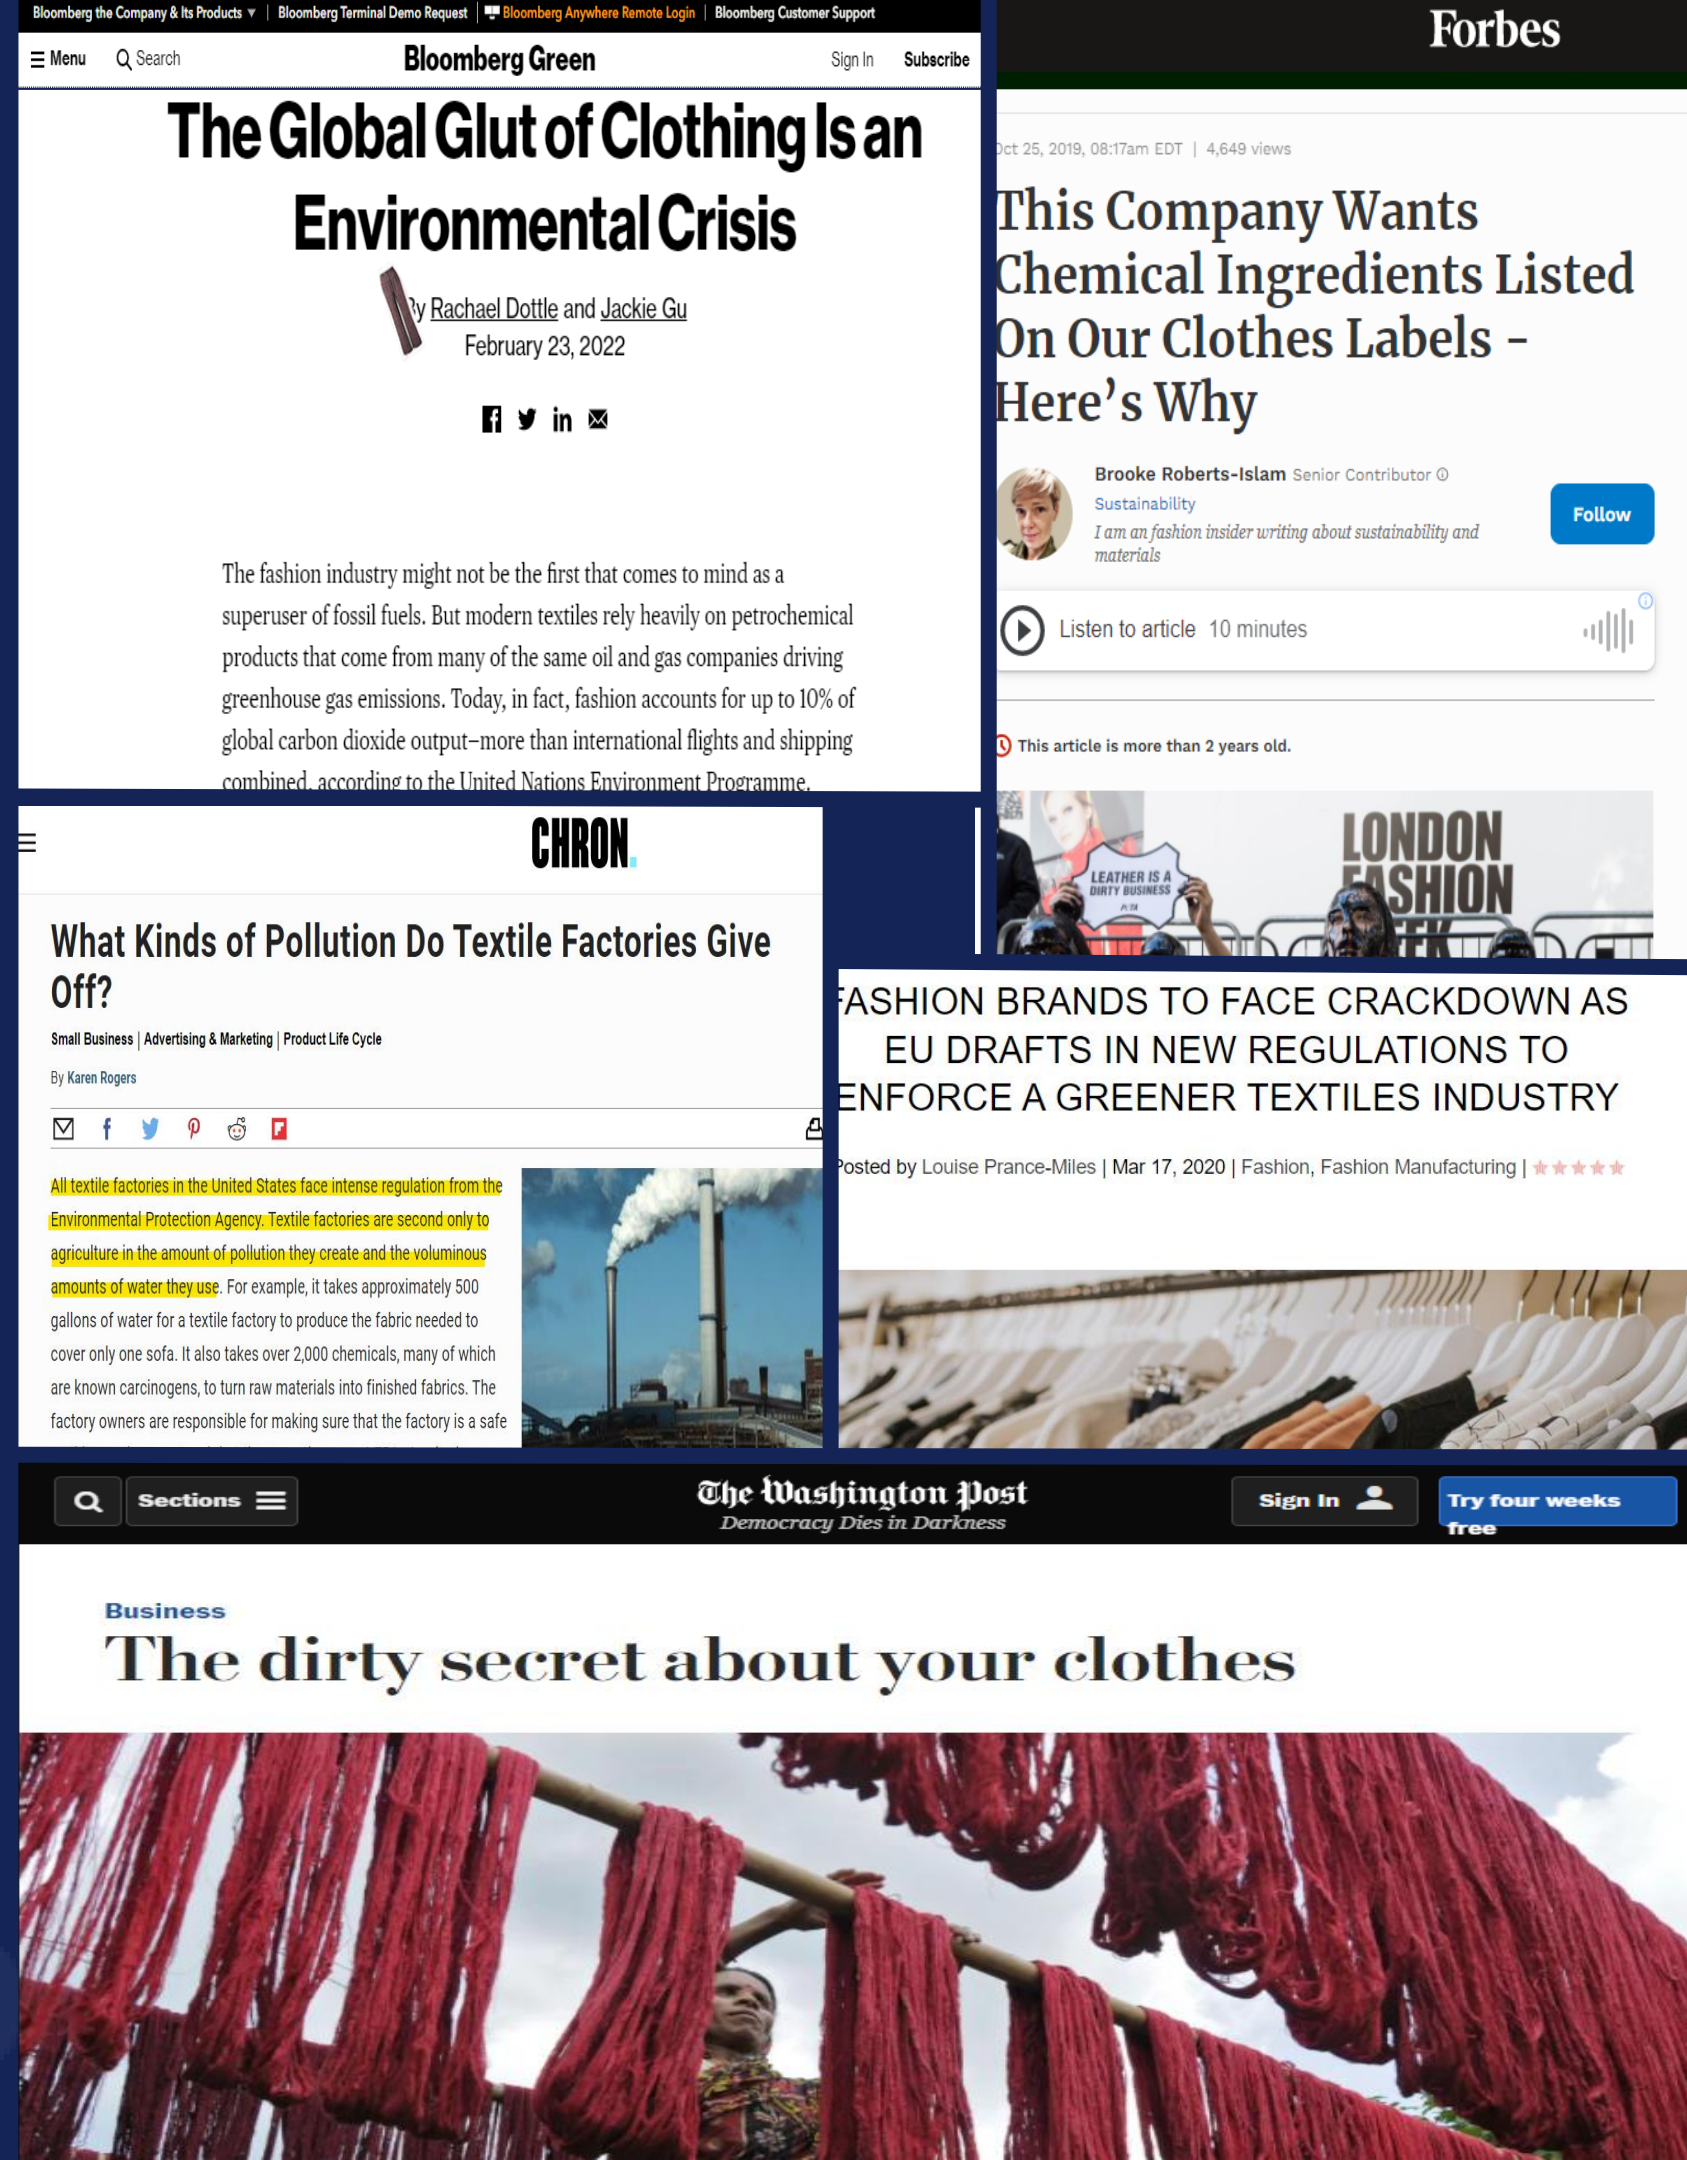 Bloomberg the Company & Its Products ▾ | Bloomberg Terminal Demo Request | Bloomberg Anywhere Remote Login | Bloomberg Customer Support
Menu Search Bloomberg Green Sign In Subscribe
The Global Glut of Clothing Is an
Environmental Crisis
By Rachael Dottle and Jackie Gu
February 23, 2022
The fashion industry might not be the first that comes to mind as a
superuser of fossil fuels. But modern textiles rely heavily on petrochemical
products that come from many of the same oil and gas companies driving
greenhouse gas emissions. Today, in fact, fashion accounts for up to 10% of
global carbon dioxide output–more than international flights and shipping
combined, according to the United Nations Environment Programme.
Forbes
Oct 25, 2019, 08:17am EDT | 4,649 views
This Company Wants
Chemical Ingredients Listed
On Our Clothes Labels -
Here's Why
Brooke Roberts-Islam Senior Contributor
Sustainability
I am an fashion insider writing about sustainability and
materials
Follow
Listen to article 10 minutes
This article is more than 2 years old.
LEATHER IS A
DIRTY BUSINESS
PETA
LONDON
FASHION
WEEK
CHRON.
What Kinds of Pollution Do Textile Factories Give
Off?
Small Business | Advertising & Marketing | Product Life Cycle
By Karen Rogers
All textile factories in the United States face intense regulation from the
Environmental Protection Agency. Textile factories are second only to
agriculture in the amount of pollution they create and the voluminous
amounts of water they use. For example, it takes approximately 500
gallons of water for a textile factory to produce the fabric needed to
cover only one sofa. It also takes over 2,000 chemicals, many of which
are known carcinogens, to turn raw materials into finished fabrics. The
factory owners are responsible for making sure that the factory is a safe
FASHION BRANDS TO FACE CRACKDOWN AS
EU DRAFTS IN NEW REGULATIONS TO
ENFORCE A GREENER TEXTILES INDUSTRY
Posted by Louise Prance-Miles | Mar 17, 2020 | Fashion, Fashion Manufacturing |
Sections The Washington Post Sign In Try four weeks
free
Democracy Dies in Darkness
Business
The dirty secret about your clothes